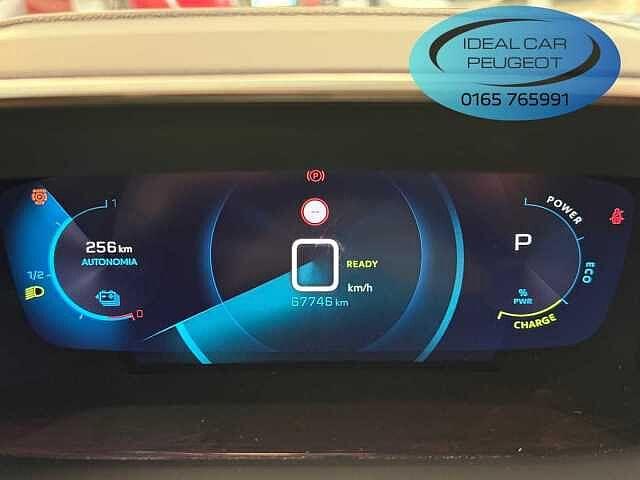 IDEAL CAR
PEUGEOT
0165 765991
1
256 km
AUTONOMIA
1/2
0
P
--
READY
0
km/h
67746 km
POWER
P
ECO
%
PWR
CHARGE